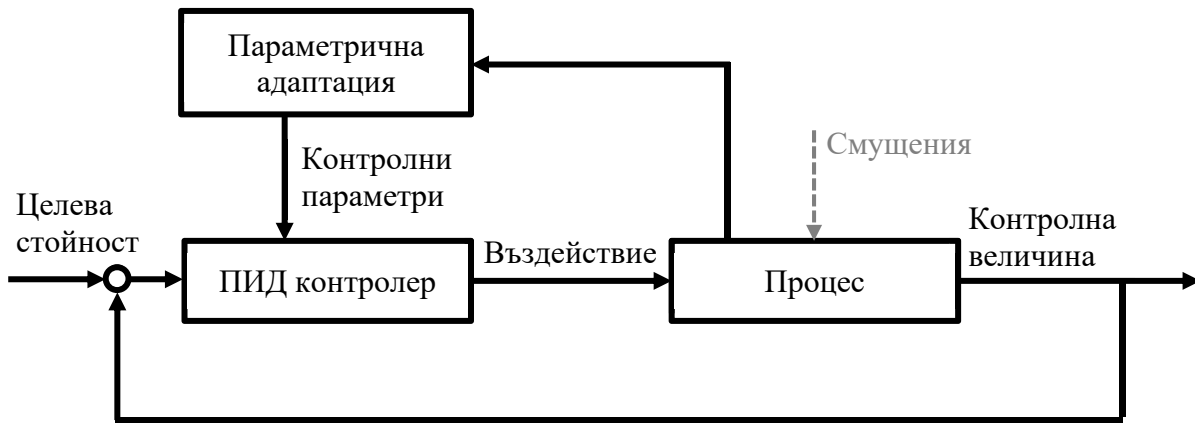 Параметрична
адаптация
Смущения
Контролни
параметри
Целева
стойност
ПИД контролер
Въздействие
Процес
Контролна
величина